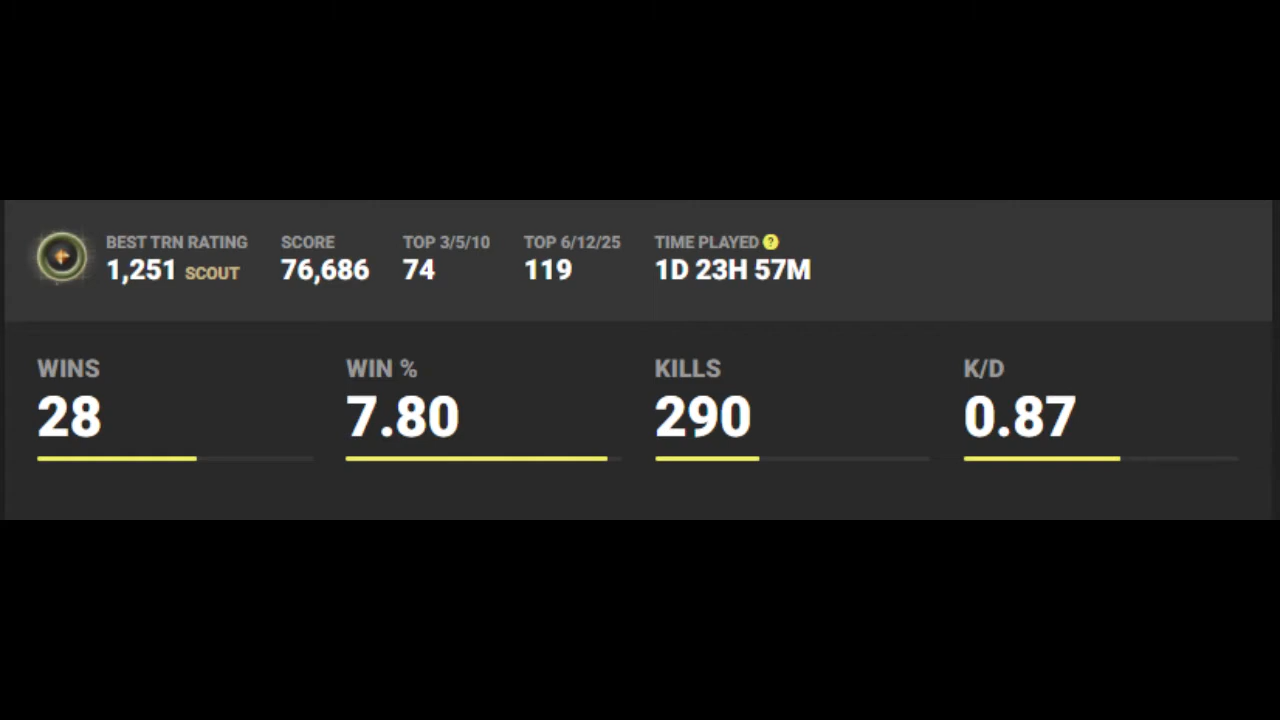 BEST TRN RATING SCORE TOP 3/5/10 TOP 6/12/25 TIME PLAYED ?
1,251 SCOUT 76,686 74 119 1D 23H 57M
WINS WIN % KILLS K/D
28 7.80 290 0.87